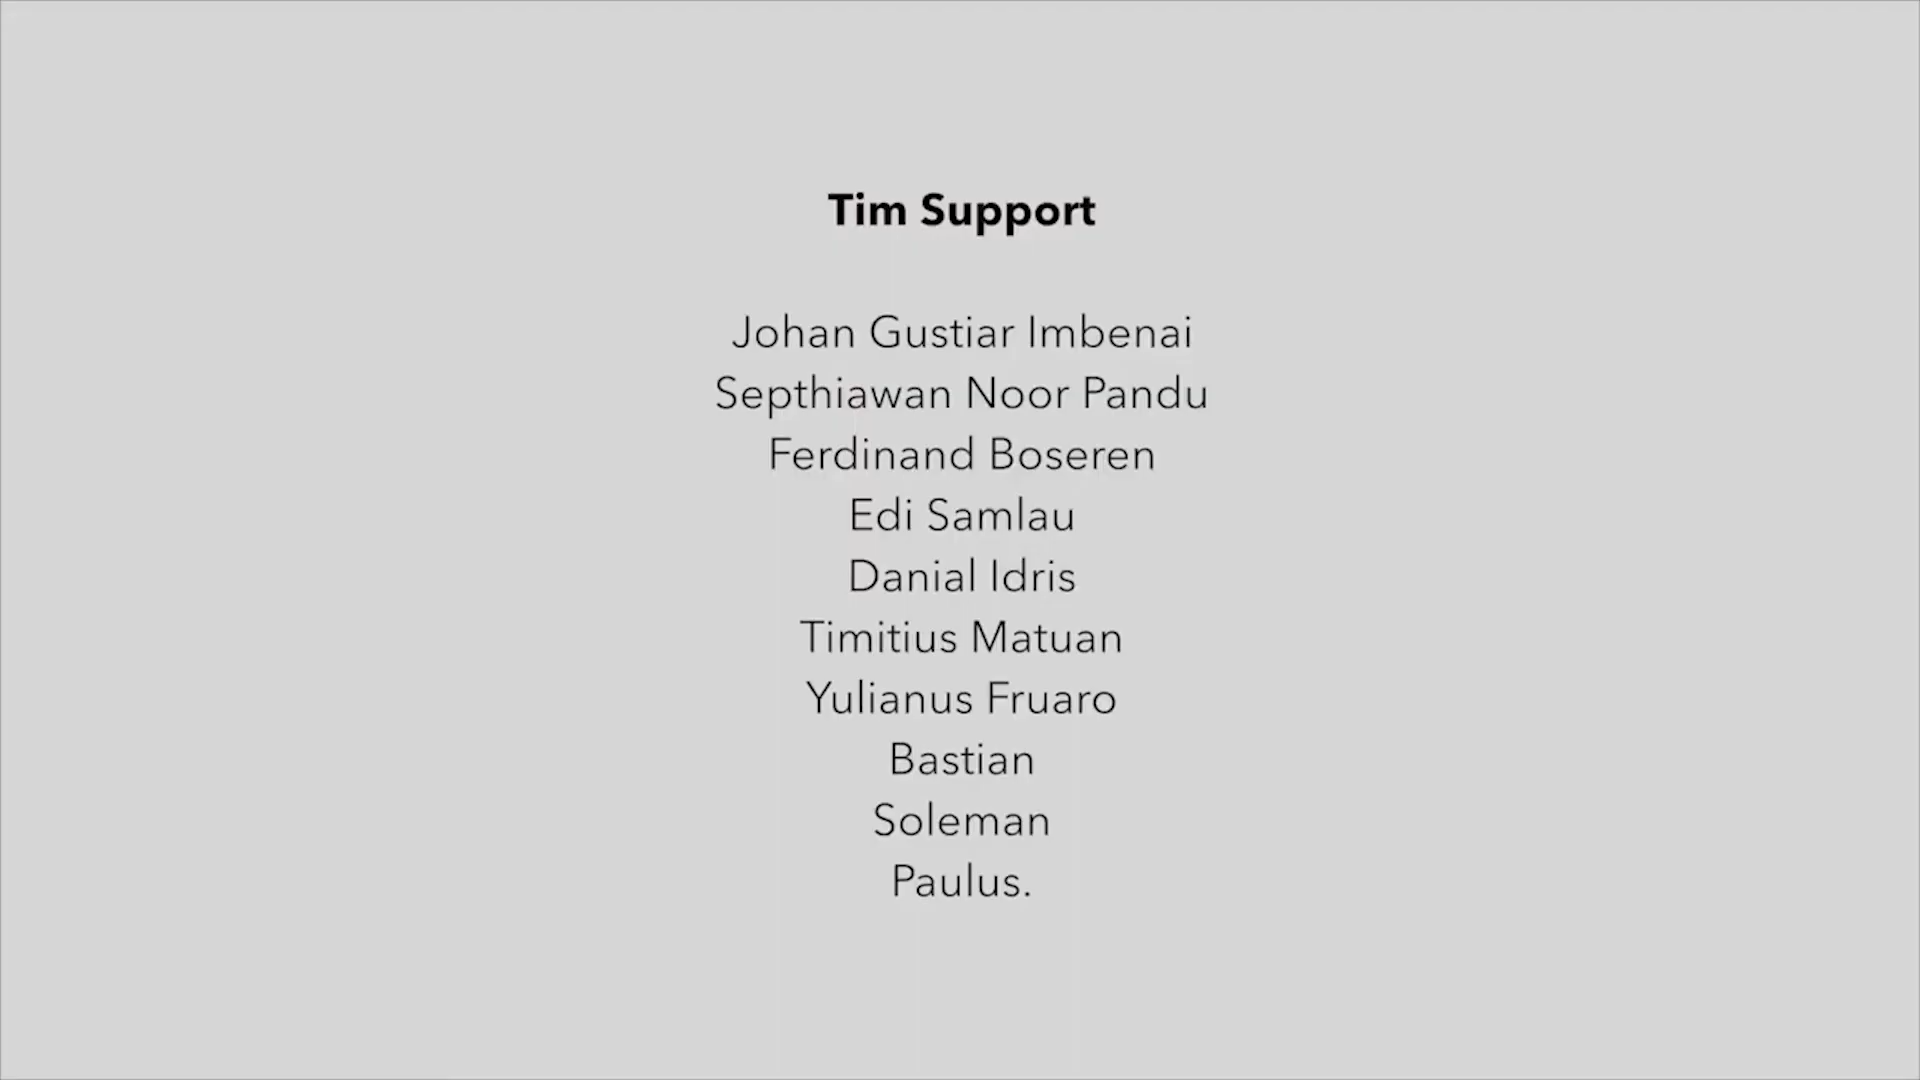 Tim Support
Johan Gustiar Imbenai
Septhiawan Noor Pandu
Ferdinand Boseren
Edi Samlau
Danial Idris
Timitius Matuan
Yulianus Fruaro
Bastian
Soleman
Paulus.